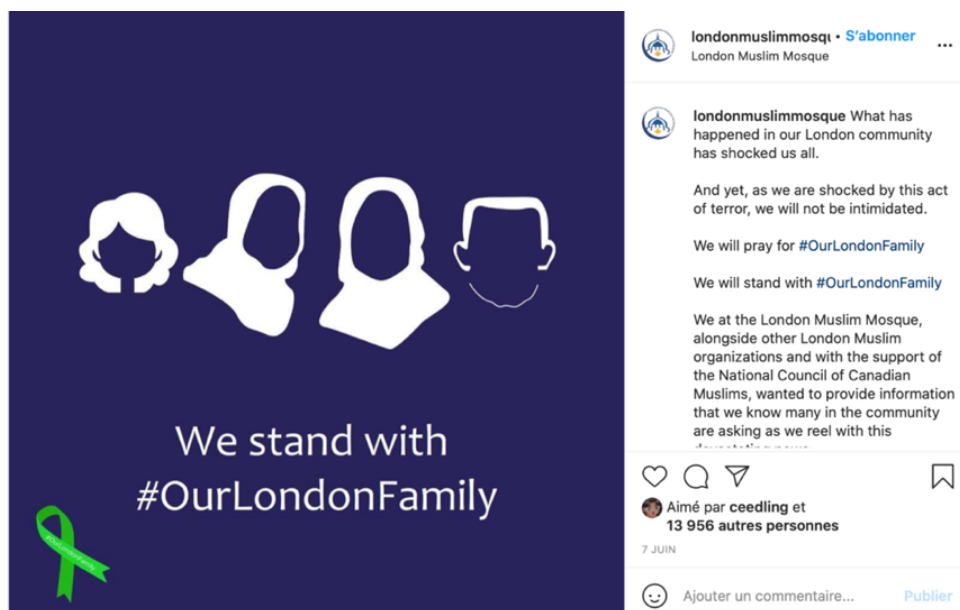 We stand with
#OurLondonFamily
#OurLondonFamily
londonmuslimmosqu • S'abonner
London Muslim Mosque
londonmuslimmosque What has
happened in our London community
has shocked us all.
And yet, as we are shocked by this act
of terror, we will not be intimidated.
We will pray for #OurLondonFamily
We will stand with #OurLondonFamily
We at the London Muslim Mosque,
alongside other London Muslim
organizations and with the support of
the National Council of Canadian
Muslims, wanted to provide information
that we know many in the community
are asking as we reel with this
Aimé par ceedling et
13 956 autres personnes
7 JUIN
Ajouter un commentaire... Publier